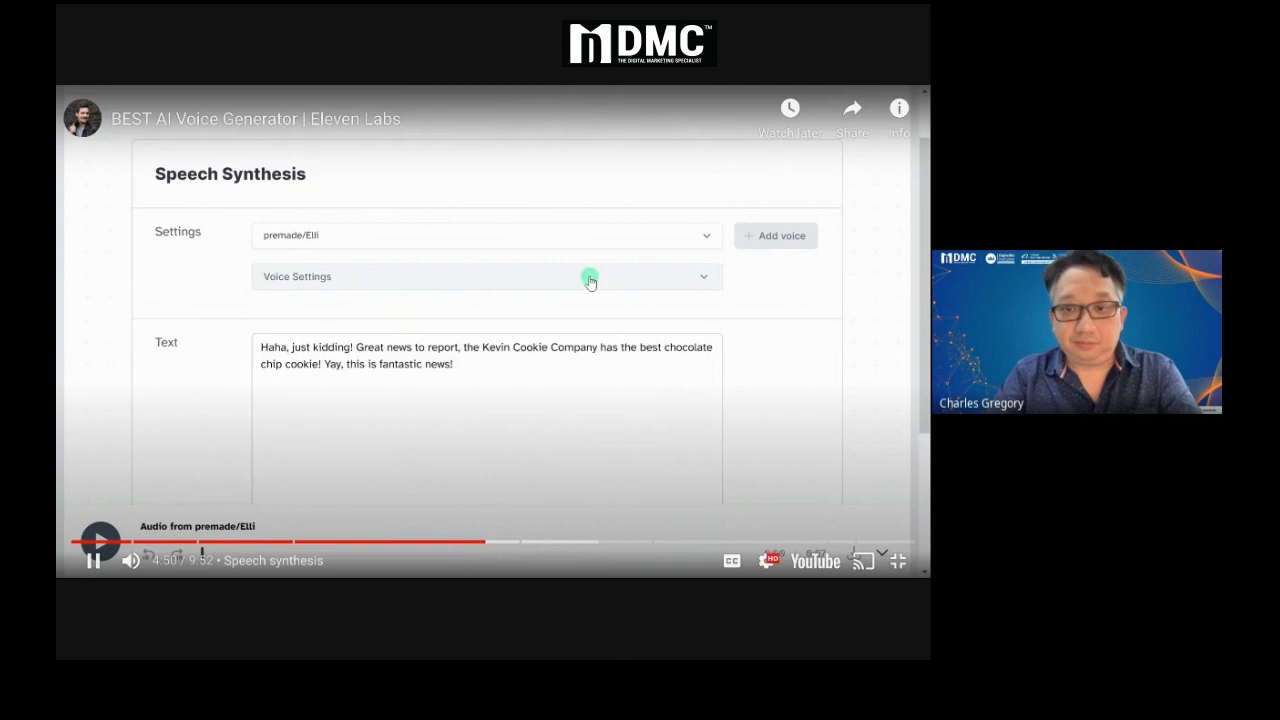 DMC™
THE DIGITAL MARKETING SPECIALIST
BEST AI Voice Generator | Eleven Labs
Watch later
Share
Info
Speech Synthesis
Settings
premade/Elli
+ Add voice
Voice Settings
Text
Haha, just kidding! Great news to report, the Kevin Cookie Company has the best chocolate
chip cookie! Yay, this is fantastic news!
Audio from premade/Elli
4:50 / 9:52 • Speech synthesis
CC
HD
YouTube
DMC
Charles Gregory